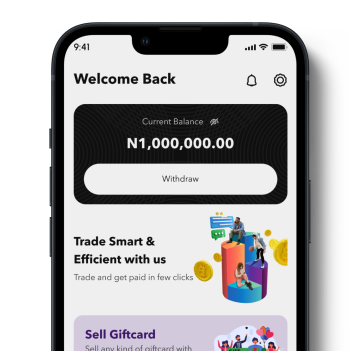 9:41
Welcome Back
Current Balance
N1,000,000.00
Withdraw
Trade Smart &
Efficient with us
Trade and get paid in few clicks
Sell Giftcard
Sell any kind of giftcard with